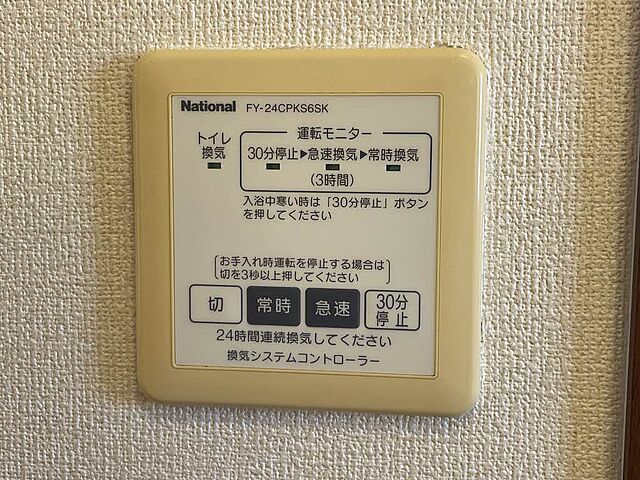 National FY-24CPKS6SK
トイレ
換気
運転モニター
30分停止▶急速換気▶常時換気
(3時間)
入浴中寒い時は「30分停止」ボタン
を押してください
お手入れ時運転を停止する場合は
切を3秒以上押してください
切 常時 急速 30分
停止
24時間連続換気してください
換気システムコントローラー